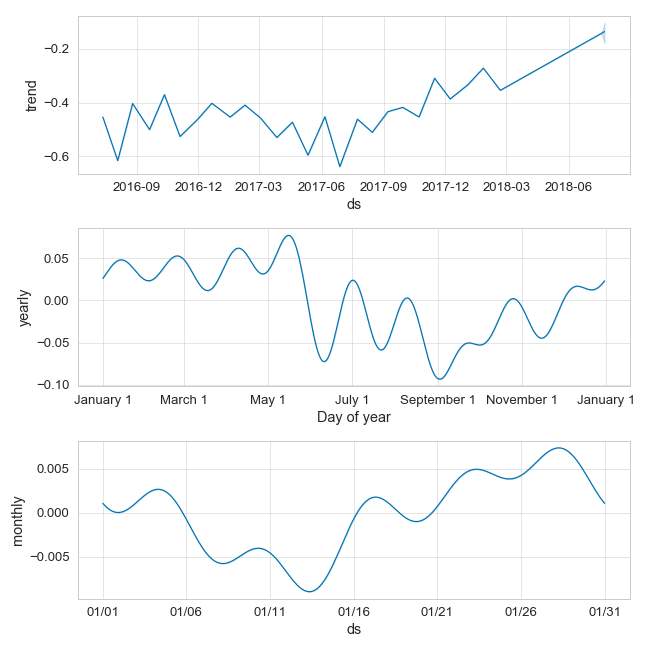 −0.2
−0.4
−0.6
trend
2016-09 2016-12 2017-03 2017-06 2017-09 2017-12 2018-03 2018-06
ds
0.05
0.00
−0.05
−0.10
yearly
January 1 March 1 May 1 July 1 September 1 November 1 January 1
Day of year
0.005
0.000
−0.005
monthly
01/01 01/06 01/11 01/16 01/21 01/26 01/31
ds